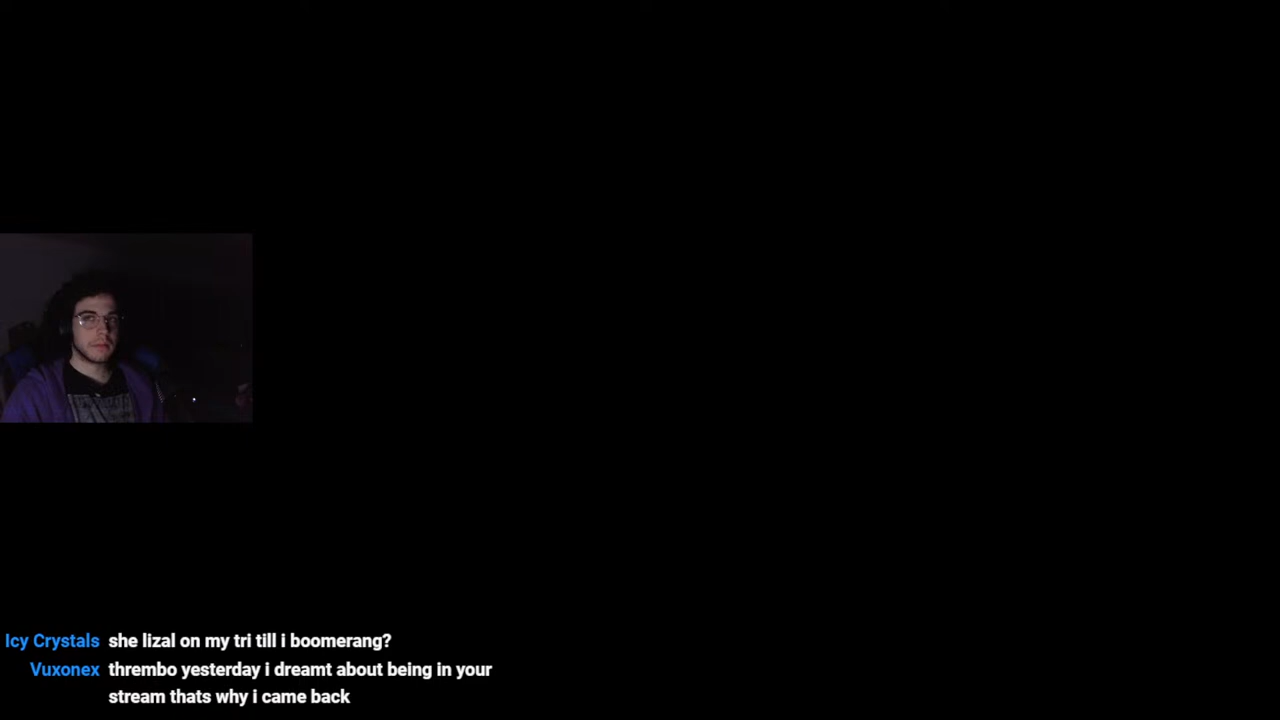 Icy Crystals she lizal on my tri till i boomerang?
Vuxonex thrembo yesterday i dreamt about being in your
stream thats why i came back